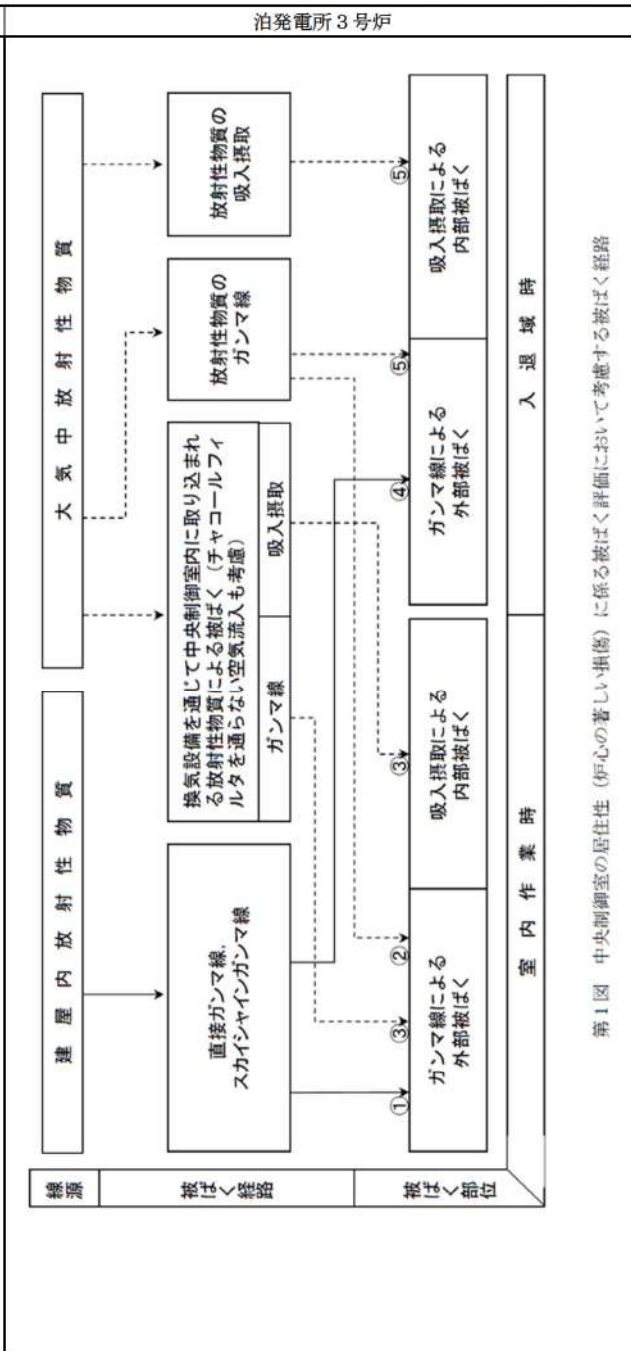 泊発電所３号炉
線源
建屋内放射性物質
大気中放射性物質
被ばく経路
直接ガンマ線，
スカイシャインガンマ線
換気設備を通じて中央制御室内に取り込まれ
る放射性物質による被ばく（チャコールフィ
ルタを通らない空気流入も考慮）
ガンマ線
吸入摂取
放射性物質の
ガンマ線
放射性物質の
吸入摂取
被ばく部位
①
③
②
③
④
⑤
⑤
ガンマ線による
外部被ばく
吸入摂取による
内部被ばく
ガンマ線による
外部被ばく
吸入摂取による
内部被ばく
室内作業時
入退域時
第１図　中央制御室の居住性（炉心の著しい損傷）に係る被ばく評価において考慮する被ばく経路